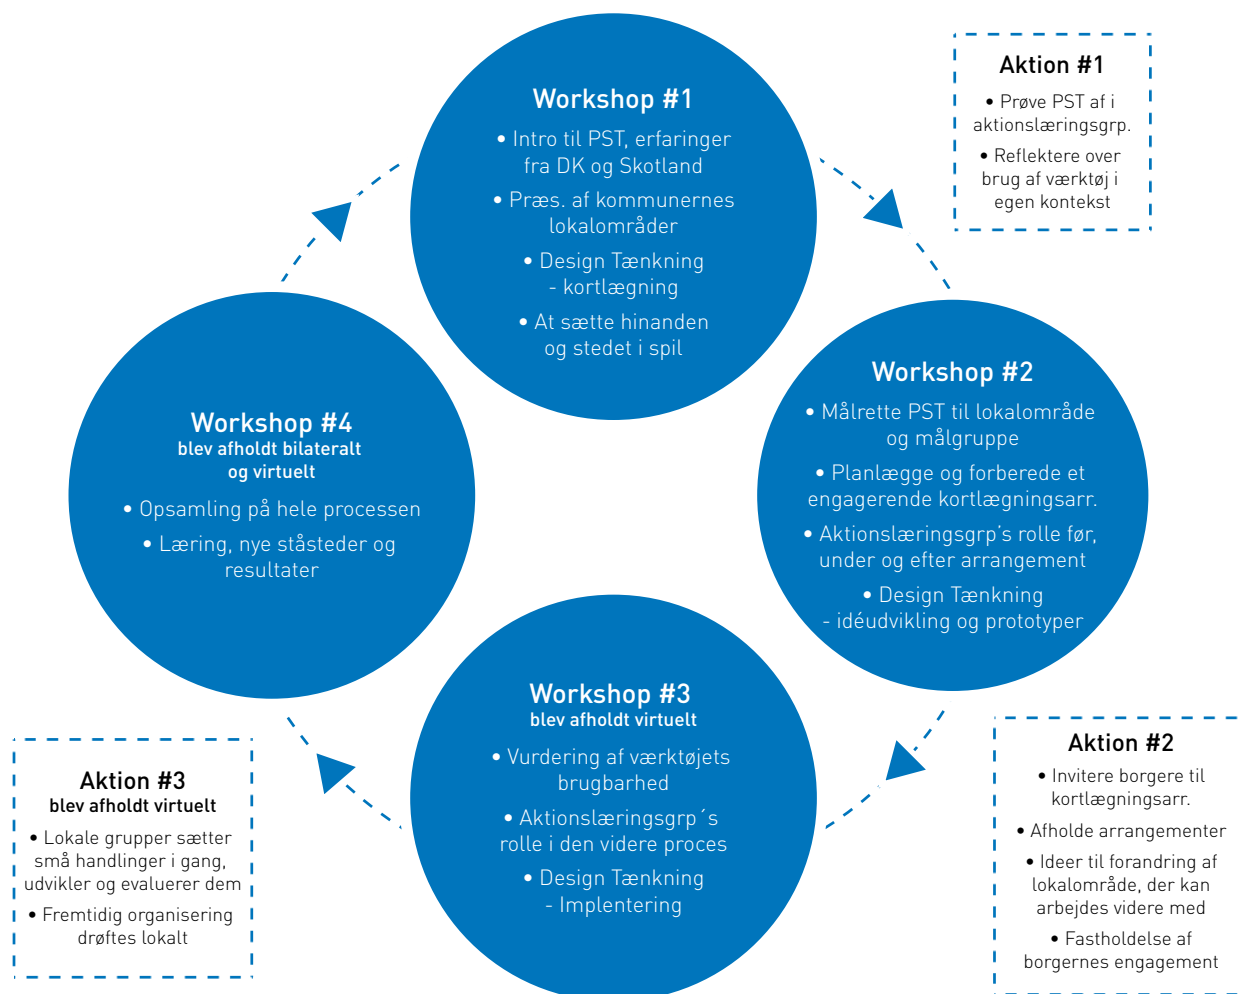 Workshop #1
• Intro til PST, erfaringer
fra DK og Skotland
• Præs. af kommunernes
lokalområder
• Design Tænkning
- kortlægning
• At sætte hinanden
og stedet i spil
Aktion #1
• Prøve PST af i
aktionslæringsgrp.
• Reflektere over
brug af værktøj i
egen kontekst
Workshop #2
• Målrette PST til lokalområde
og målgruppe
• Planlægge og forberede et
engagerende kortlægningsarr.
• Aktionslæringsgrp's rolle før,
under og efter arrangement
• Design Tænkning
- idéudvikling og prototyper
Aktion #2
• Invitere borgere til
kortlægningsarr.
• Afholde arrangementer
• Ideer til forandring af
lokalområde, der kan
arbejdes videre med
• Fastholdelse af
borgernes engagement
Workshop #3
blev afholdt virtuelt
• Vurdering af værktøjets
brugbarhed
• Aktionslæringsgrp´s
rolle i den videre proces
• Design Tænkning
- Implentering
Aktion #3
blev afholdt virtuelt
• Lokale grupper sætter
små handlinger i gang,
udvikler og evaluerer dem
• Fremtidig organisering
drøftes lokalt
Workshop #4
blev afholdt bilateralt
og virtuelt
• Opsamling på hele processen
• Læring, nye ståsteder og
resultater